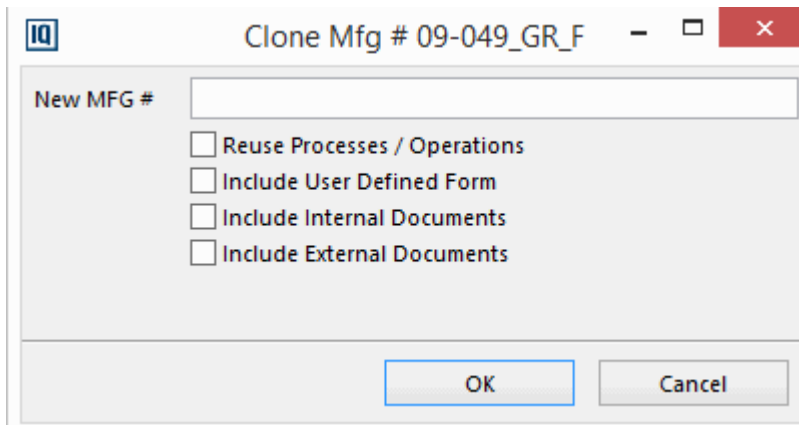 IQ
Clone Mfg # 09-049_GR_F
New MFG #
Reuse Processes / Operations
Include User Defined Form
Include Internal Documents
Include External Documents
OK Cancel